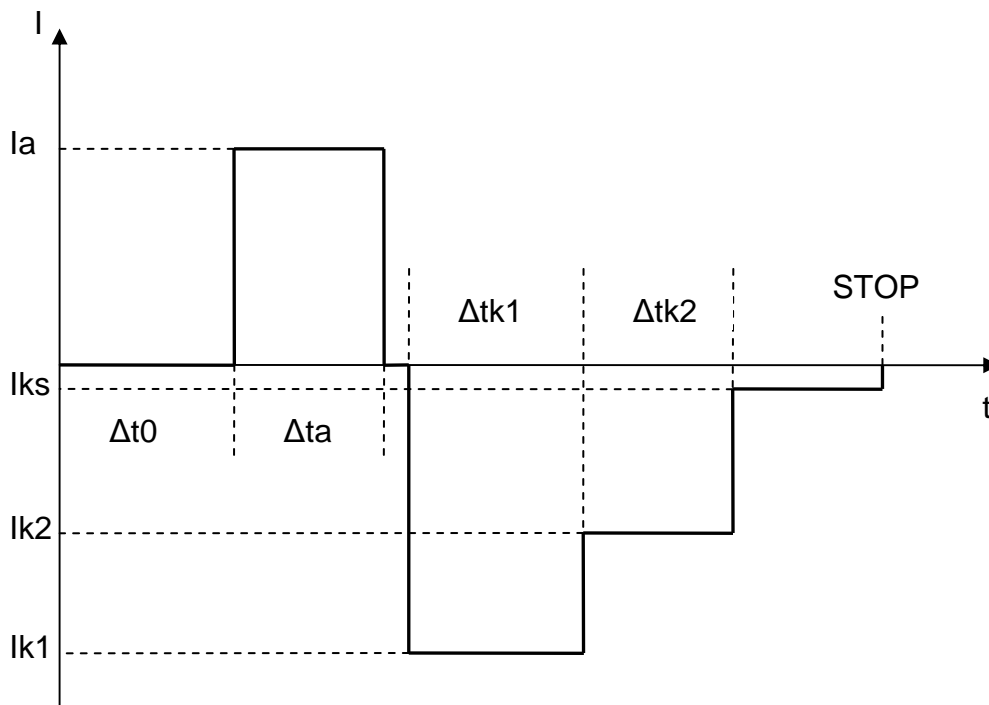 I
Ia
Δtk1
Δtk2
STOP
Iks
t
Δt0
Δta
Ik2
Ik1